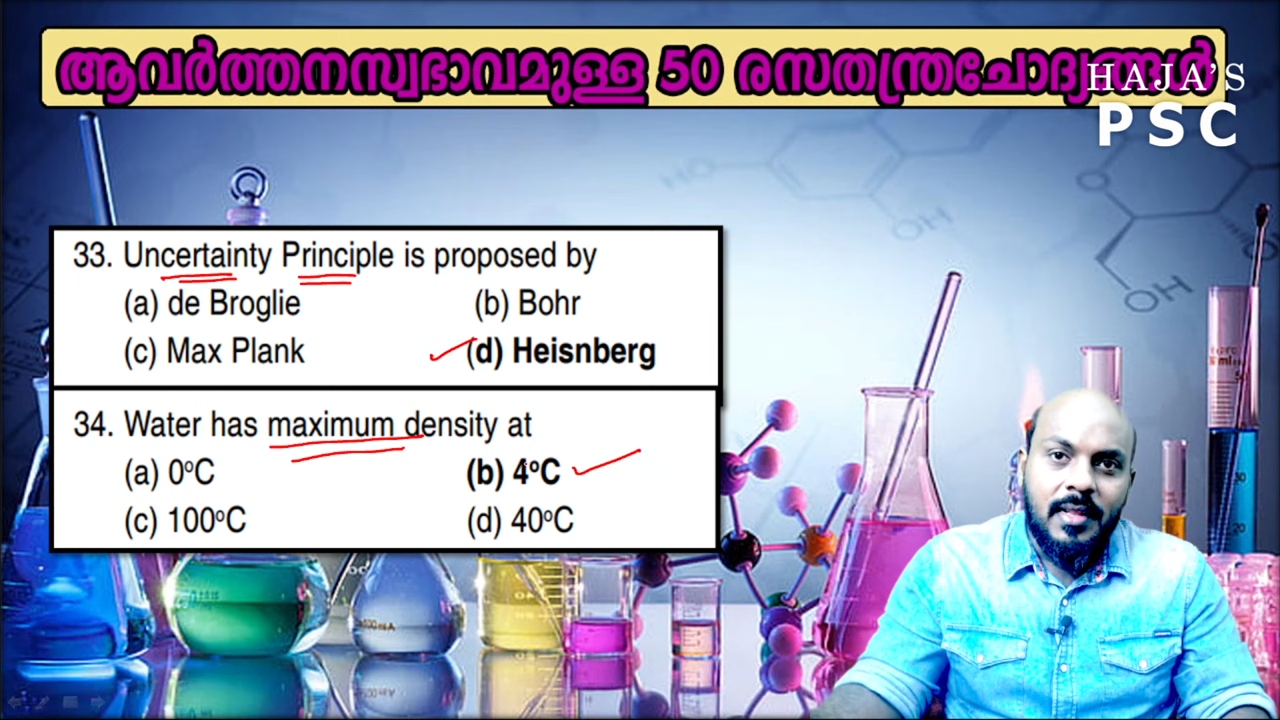 ആവർത്തനസ്വഭാവമുള്ള 50 രസതന്ത്രചോദ്യങ്ങൾ
HAJA'S
PSC
33. Uncertainty Principle is proposed by
(a) de Broglie (b) Bohr
(c) Max Plank (d) Heisnberg
34. Water has maximum density at
(a) 0°C (b) 4°C
(c) 100°C (d) 40°C